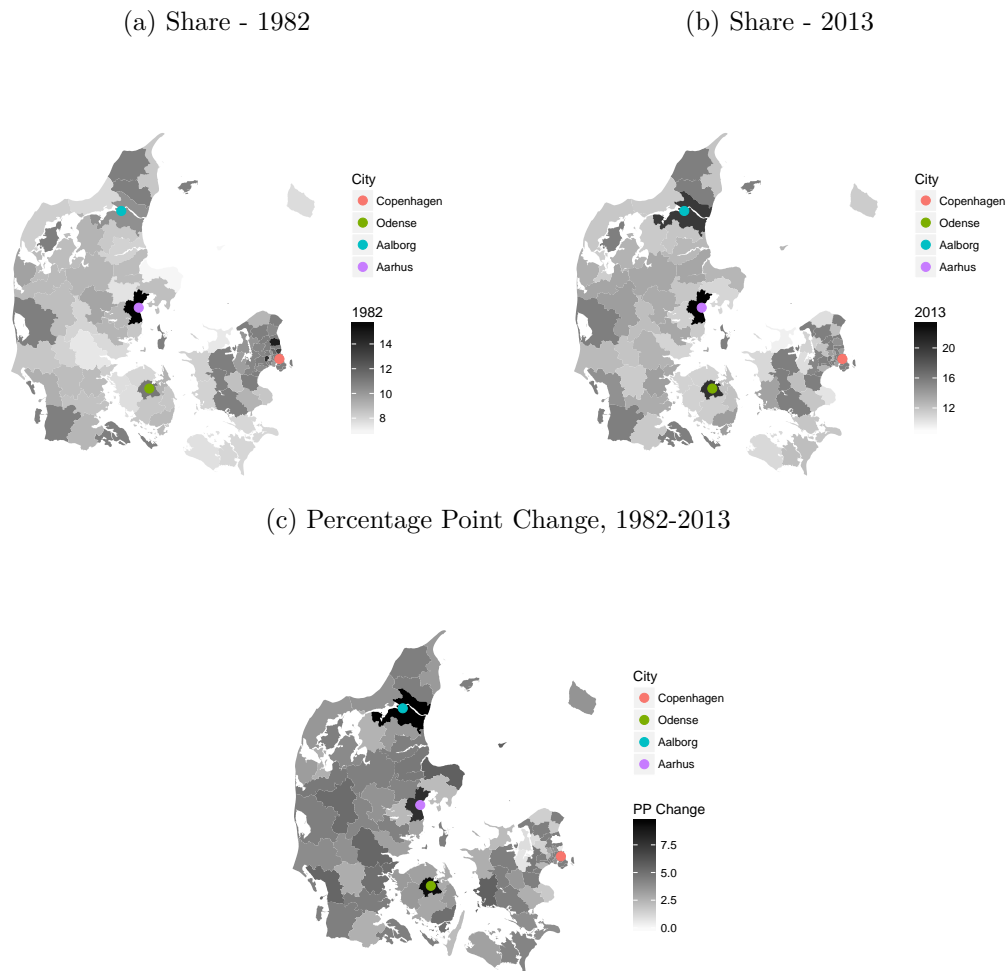 (a) Share - 1982
City
Copenhagen
Odense
Aalborg
Aarhus
1982
14
12
10
8
(b) Share - 2013
City
Copenhagen
Odense
Aalborg
Aarhus
2013
20
16
12
(c) Percentage Point Change, 1982-2013
City
Copenhagen
Odense
Aalborg
Aarhus
PP Change
7.5
5.0
2.5
0.0